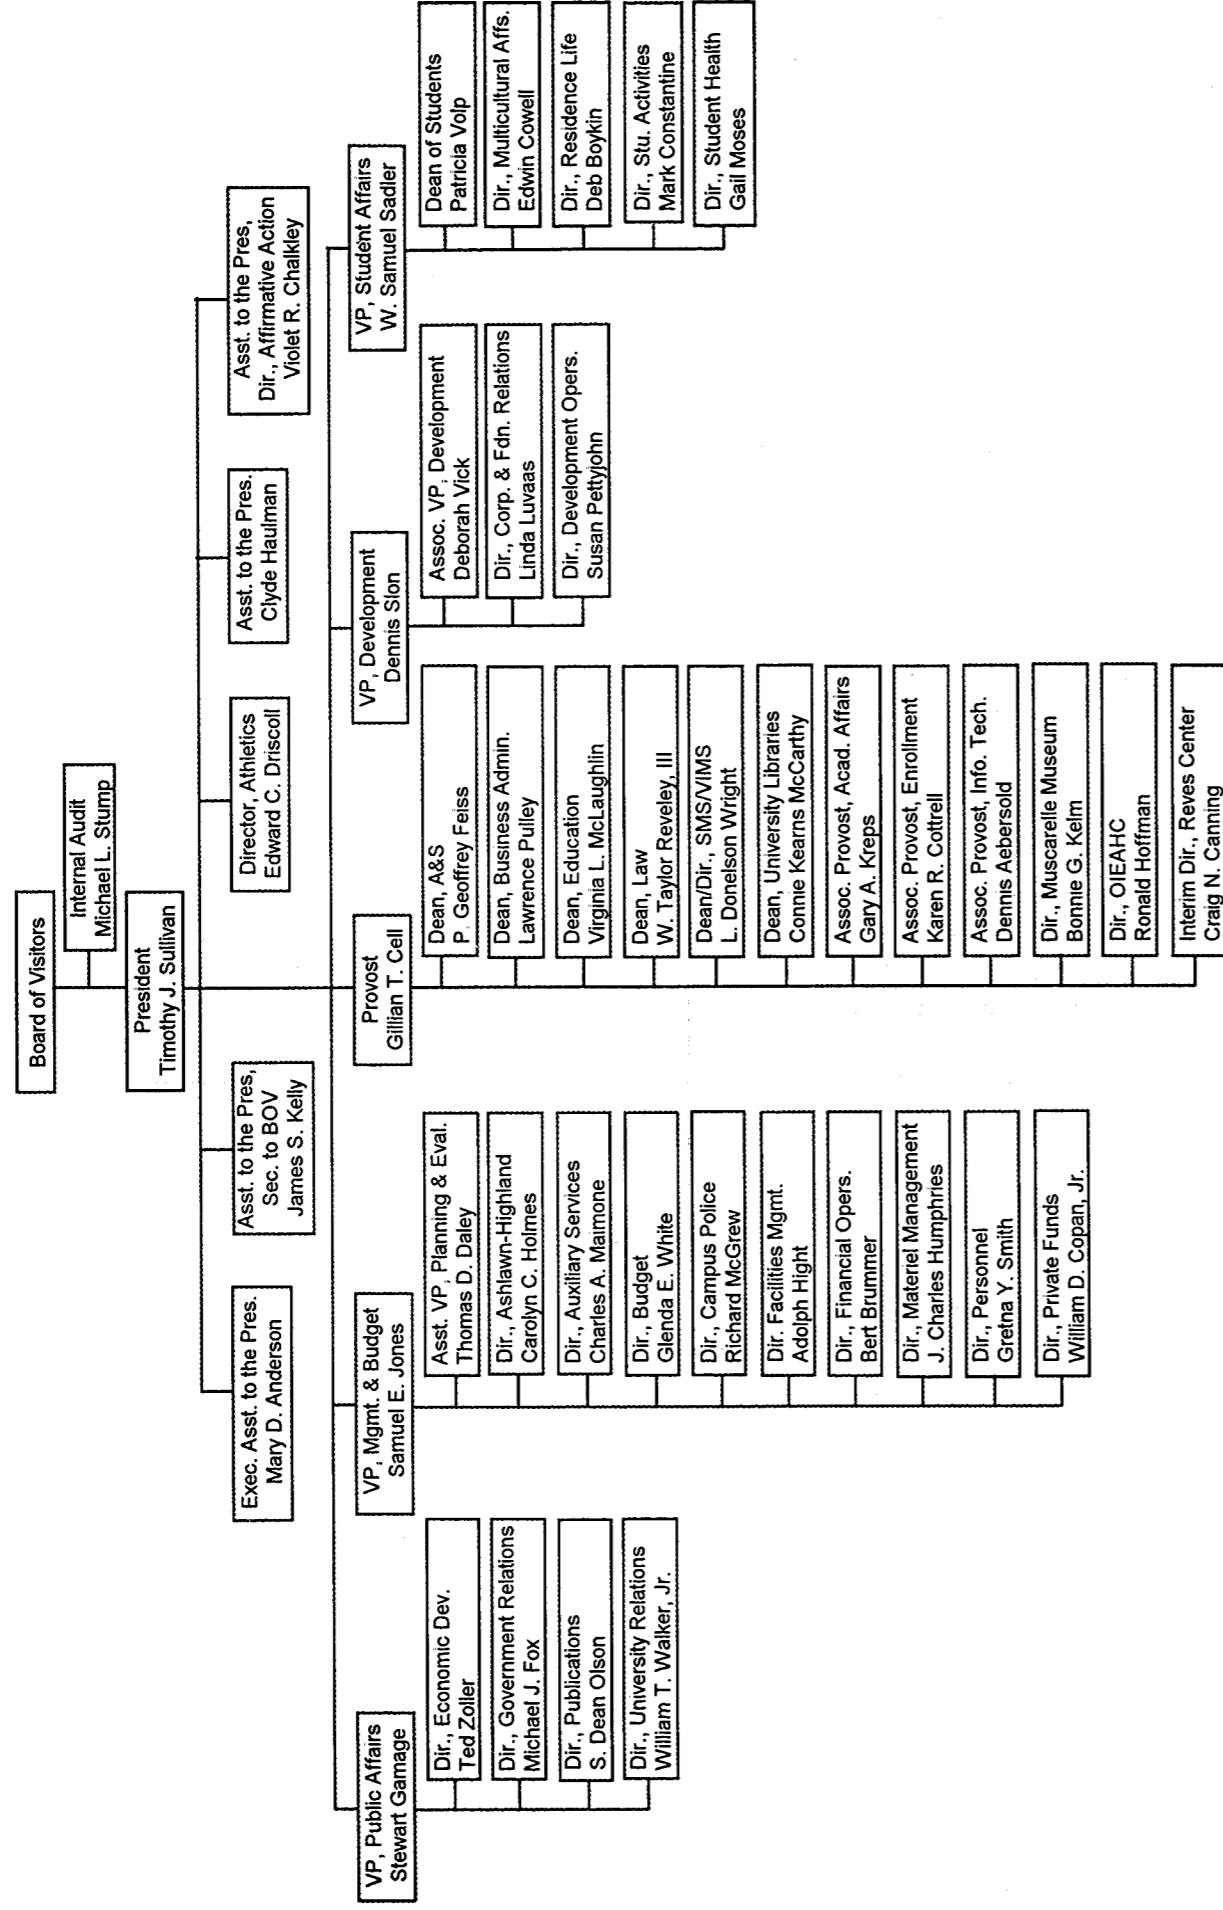 Board of Visitors
Internal Audit
Michael L. Stump
President
Timothy J. Sullivan
Exec. Asst. to the Pres.
Mary D. Anderson
Asst. to the Pres,
Sec. to BOV
James S. Kelly
Director, Athletics
Edward C. Driscoll
Asst. to the Pres.
Clyde Haulman
Asst. to the Pres,
Dir., Affirmative Action
Violet R. Chalkley
VP, Public Affairs
Stewart Gamage
Dir., Economic Dev.
Ted Zoller
Dir., Government Relations
Michael J. Fox
Dir., Publications
S. Dean Olson
Dir., University Relations
William T. Walker, Jr.
VP, Mgmt. & Budget
Samuel E. Jones
Asst. VP, Planning & Eval.
Thomas D. Daley
Dir., Ashlawn-Highland
Carolyn C. Holmes
Dir., Auxiliary Services
Charles A. Maimone
Dir., Budget
Glenda E. White
Dir., Campus Police
Richard McGrew
Dir. Facilities Mgmt.
Adolph Hight
Dir., Financial Opers.
Bert Brummer
Dir., Materiel Management
J. Charles Humphries
Dir., Personnel
Gretna Y. Smith
Dir., Private Funds
William D. Copan, Jr.
Provost
Gillian T. Cell
Dean, A&S
P. Geoffrey Feiss
Dean, Business Admin.
Lawrence Pulley
Dean, Education
Virginia L. McLaughlin
Dean, Law
W. Taylor Reveley, III
Dean/Dir., SMS/VIMS
L. Donelson Wright
Dean, University Libraries
Connie Kearns McCarthy
Assoc. Provost, Acad. Affairs
Gary A. Kreps
Assoc. Provost, Enrollment
Karen R. Cottrell
Assoc. Provost, Info. Tech.
Dennis Aebersold
Dir., Muscarelle Museum
Bonnie G. Kelm
Dir., OIEAHC
Ronald Hoffman
Interim Dir., Reves Center
Craig N. Canning
VP, Development
Dennis Slon
Assoc. VP, Development
Deborah Vick
Dir., Corp. & Fdn. Relations
Linda Luvaas
Dir., Development Opers.
Susan Pettyjohn
VP, Student Affairs
W. Samuel Sadler
Dean of Students
Patricia Volp
Dir., Multicultural Affs.
Edwin Cowell
Dir., Residence Life
Deb Boykin
Dir., Stu. Activities
Mark Constantine
Dir., Student Health
Gail Moses